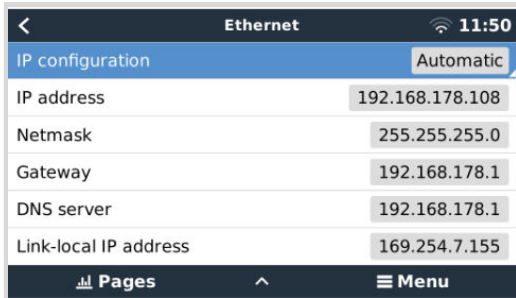 Ethernet 11:50
IP configuration Automatic
IP address 192.168.178.108
Netmask 255.255.255.0
Gateway 192.168.178.1
DNS server 192.168.178.1
Link-local IP address 169.254.7.155
Pages Menu